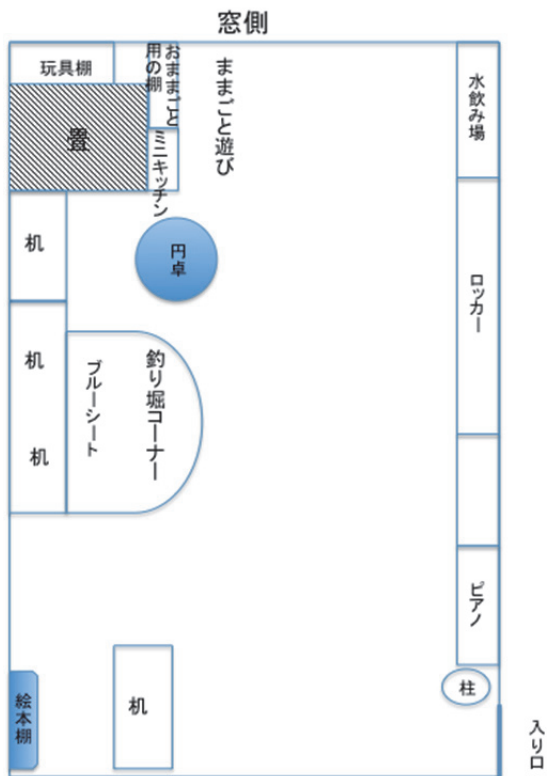 窓側
玩具棚
おままごと
用の棚
ままごと遊び
水飲み場
畳
ミニキッチン
机
円卓
ロッカー
机
机
ブルーシート
釣り堀コーナー
ピアノ
柱
絵本棚
机
入り口